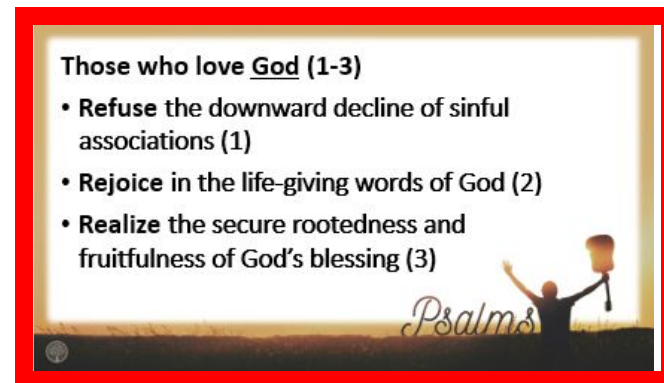 Those who love God (1-3)
• Refuse the downward decline of sinful
associations (1)
• Rejoice in the life-giving words of God (2)
• Realize the secure rootedness and
fruitfulness of God's blessing (3)
Psalms